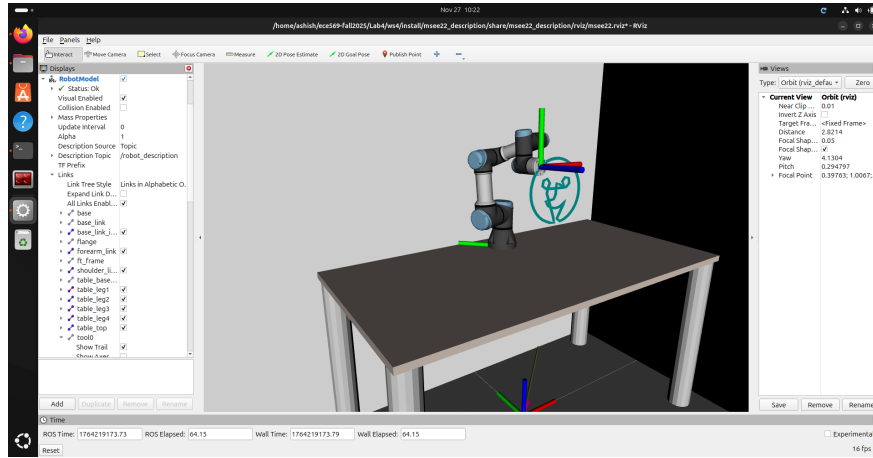 Nov 27 10:22
/home/ashish/ece569-fall2025/Lab4/ws4/install/msee22_description/share/msee22_description/rviz/msee22.rviz* - RViz
File Panels Help
Interact Move Camera Select Focus Camera Measure 2D Pose Estimate 2D Goal Pose Publish Point
Displays
RobotModel
Status: Ok
Visual Enabled
Collision Enabled
Mass Properties
Update Interval 0
Alpha 1
Description Source Topic
Description Topic /robot_description
TF Prefix
Links
Link Tree Style Links in Alphabetic O.
Expand Link D...
All Links Enabl...
base
base_link
base_link_i...
flange
forearm_link
ft_frame
shoulder_li...
table_base...
table_leg1
table_leg2
table_leg3
table_leg4
table_top
tool0
Show Trail
Show Axes
Add Duplicate Remove Rename
Views
Type: Orbit (rviz_defau Zero
Current View Orbit (rviz)
Near Clip ... 0.01
Invert Z Axis
Target Fra... <Fixed Frame>
Distance 2.8214
Focal Shap... 0.05
Focal Shap...
Yaw 4.1304
Pitch 0.294797
Focal Point 0.39763; 1.0067;
Save Remove Rename
Time
ROS Time: 1764219173.73 ROS Elapsed: 64.15 Wall Time: 1764219173.79 Wall Elapsed: 64.15
Experimenta
Reset
16 fps